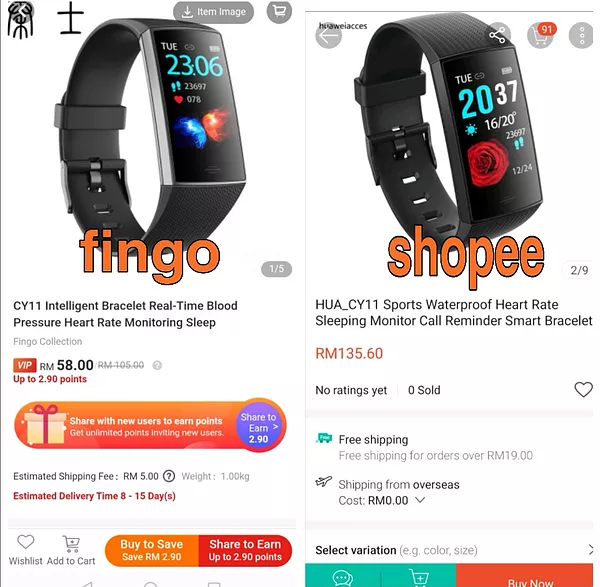 士
Item Image
TUE
23:06
23697
078
fingo
1/5
CY11 Intelligent Bracelet Real-Time Blood
Pressure Heart Rate Monitoring Sleep
Fingo Collection
VIP RM 58.00 RM 105.00 ?
Up to 2.90 points
Share with new users to earn points
Get unlimited points inviting new users.
Share to
Earn >
2.90
Estimated Shipping Fee : RM 5.00 ? Weight : 1.00kg
Estimated Delivery Time 8 - 15 Day(s)
Wishlist
Add to Cart
Buy to Save
Save RM 2.90
Share to Earn
Up to 2.90 points
huaweiacces
91
TUE
20 37
16/20°
23697
12/24
shopee
2/9
HUA_CY11 Sports Waterproof Heart Rate
Sleeping Monitor Call Reminder Smart Bracelet
RM135.60
No ratings yet
0 Sold
Free shipping
Free shipping for orders over RM19.00
Shipping from overseas
Cost: RM0.00
Select variation (e.g. color, size)
Buy Now